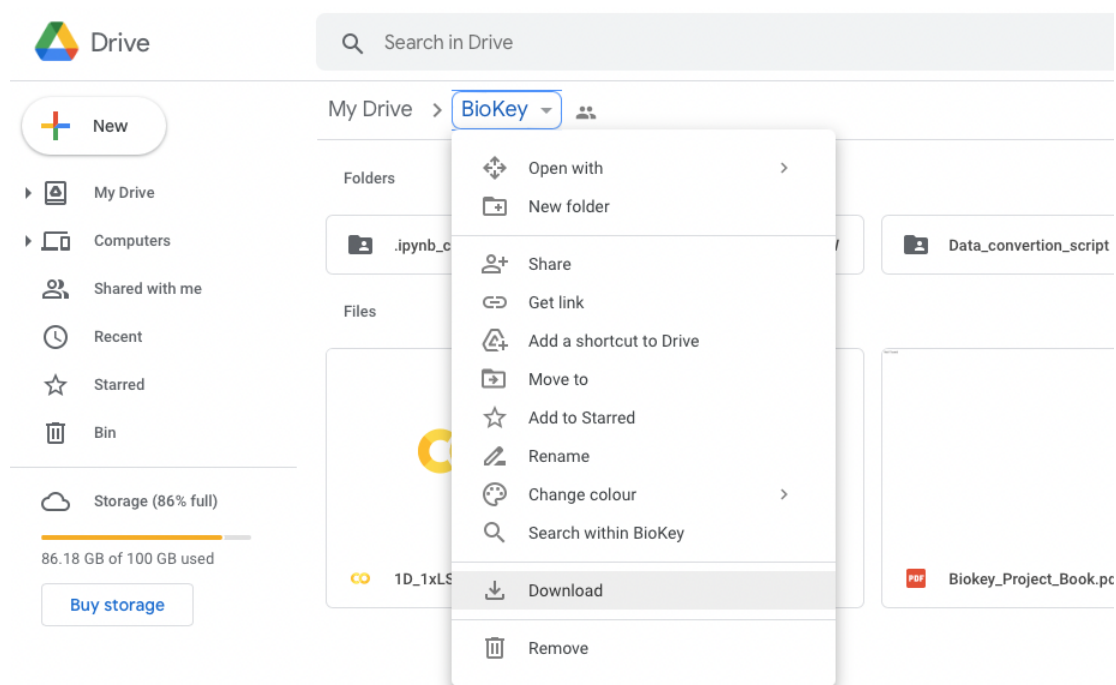 Drive
Search in Drive
New
My Drive
Computers
Shared with me
Recent
Starred
Bin
Storage (86% full)
86.18 GB of 100 GB used
Buy storage
My Drive > BioKey
Folders
.ipynb_c
Data_convertion_script
Files
1D_1xLS
PDF
Biokey_Project_Book.pd
Open with
New folder
Share
Get link
Add a shortcut to Drive
Move to
Add to Starred
Rename
Change colour
Search within BioKey
Download
Remove